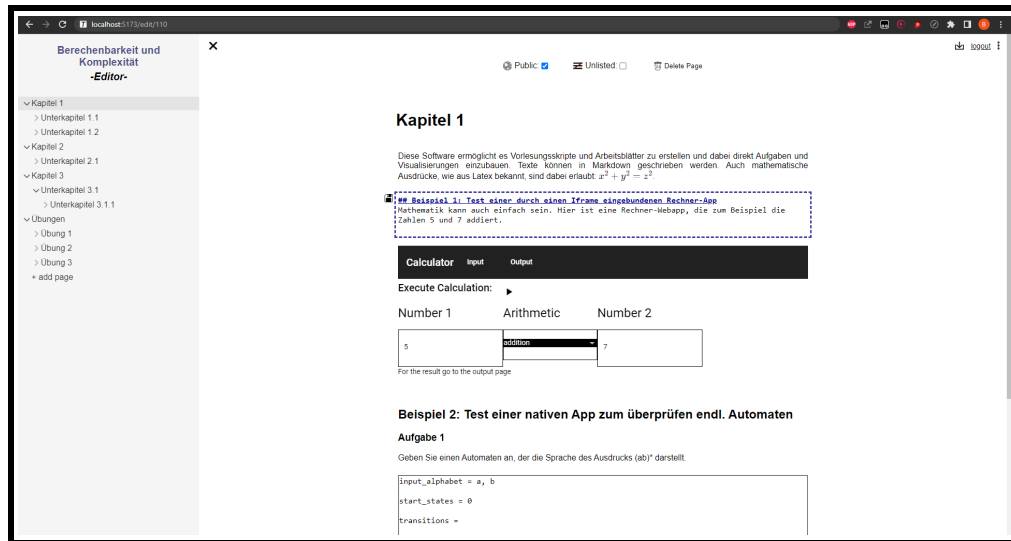 localhost:5173/edit/110
B
Berechenbarkeit und
Komplexität
-Editor-
Kapitel 1
Unterkapitel 1.1
Unterkapitel 1.2
Kapitel 2
Unterkapitel 2.1
Kapitel 3
Unterkapitel 3.1
Unterkapitel 3.1.1
Übungen
Übung 1
Übung 2
Übung 3
+ add page
Public:
Unlisted:
Delete Page
logout
Kapitel 1
Diese Software ermöglicht es Vorlesungsskripte und Arbeitsblätter zu erstellen und dabei direkt Aufgaben und
Visualisierungen einzubauen. Texte können in Markdown geschrieben werden. Auch mathematische
Ausdrücke, wie aus Latex bekannt, sind dabei erlaubt: x² + y² = z².
## Beispiel 1: Test einer durch einen Iframe eingebundenen Rechner-App
Mathematik kann auch einfach sein. Hier ist eine Rechner-Webapp, die zum Beispiel die
Zahlen 5 und 7 addiert.
Calculator Input Output
Execute Calculation:
Number 1 Arithmetic Number 2
5 addition 7
For the result go to the output page
Beispiel 2: Test einer nativen App zum überprüfen endl. Automaten
Aufgabe 1
Geben Sie einen Automaten an, der die Sprache des Ausdrucks (ab)* darstellt.
input_alphabet = a, b
start_states = 0
transitions =